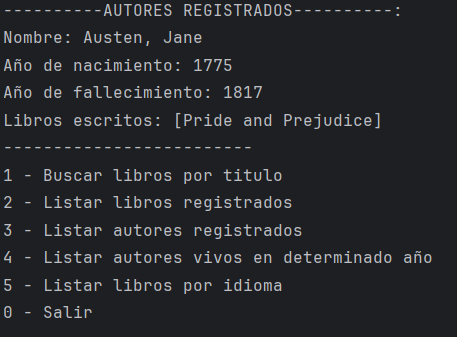 ----------AUTORES REGISTRADOS----------:
Nombre: Austen, Jane
Año de nacimiento: 1775
Año de fallecimiento: 1817
Libros escritos: [Pride and Prejudice]
-------------------------
1 - Buscar libros por titulo
2 - Listar libros registrados
3 - Listar autores registrados
4 - Listar autores vivos en determinado año
5 - Listar libros por idioma
0 - Salir